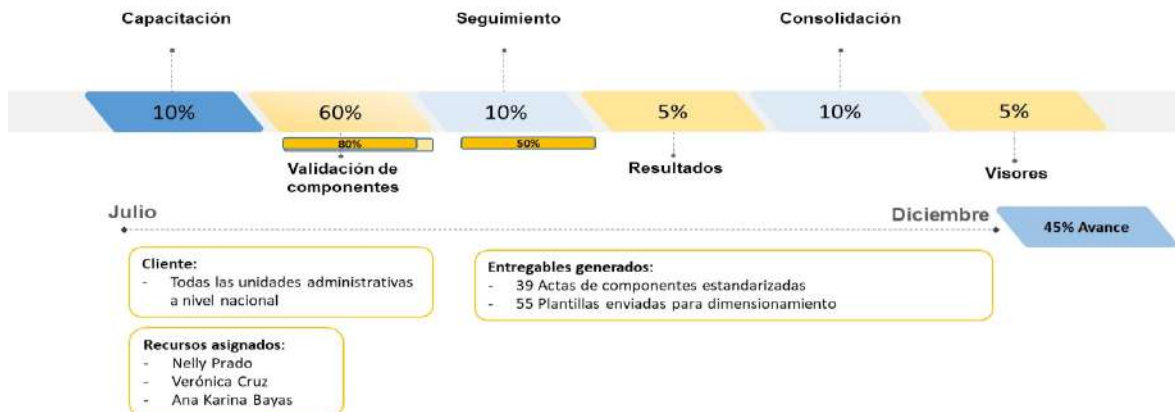 Capacitación
Seguimiento
Consolidación
10%
60%
10%
5%
10%
5%
80%
50%
Validación de
componentes
Resultados
Visores
Julio
Diciembre
45% Avance
Cliente:
- Todas las unidades administrativas
a nivel nacional
Entregables generados:
- 39 Actas de componentes estandarizadas
- 55 Plantillas enviadas para dimensionamiento
Recursos asignados:
- Nelly Prado
- Verónica Cruz
- Ana Karina Bayas